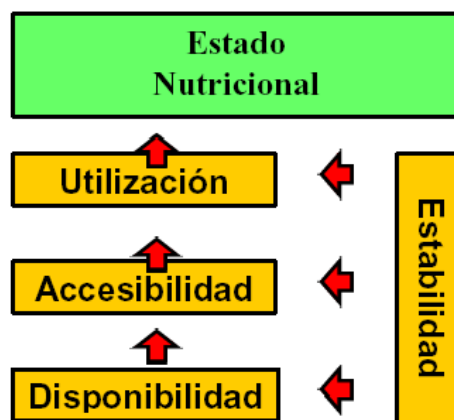 Estado
Nutricional
Utilización
Accesibilidad
Disponibilidad
Estabilidad